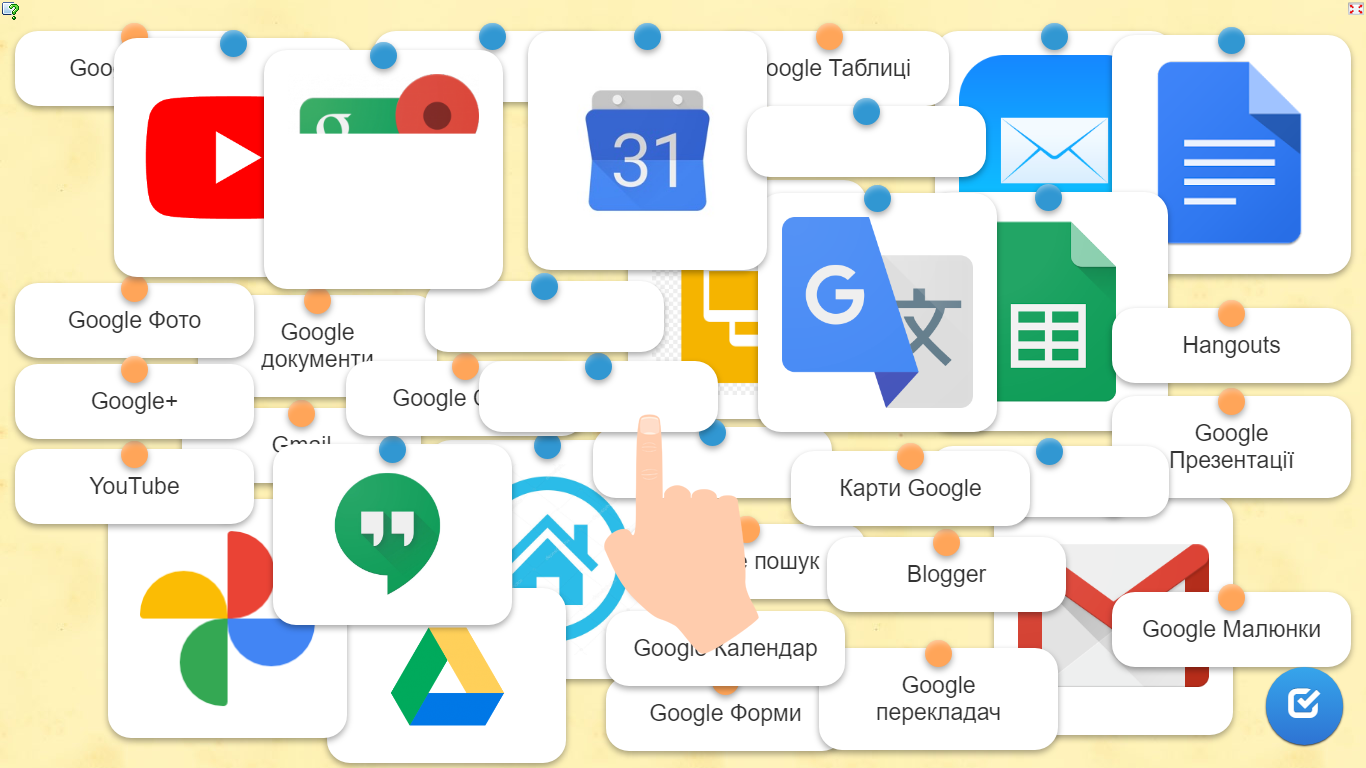 oogle Таблиці
31
Google Фото
Google
документи
Hangouts
Google+
Google
Gmail
Google
Презентації
YouTube
Карти Google
пошук
Blogger
Google Малюнки
Google Календар
Google
перекладач
Google Форми